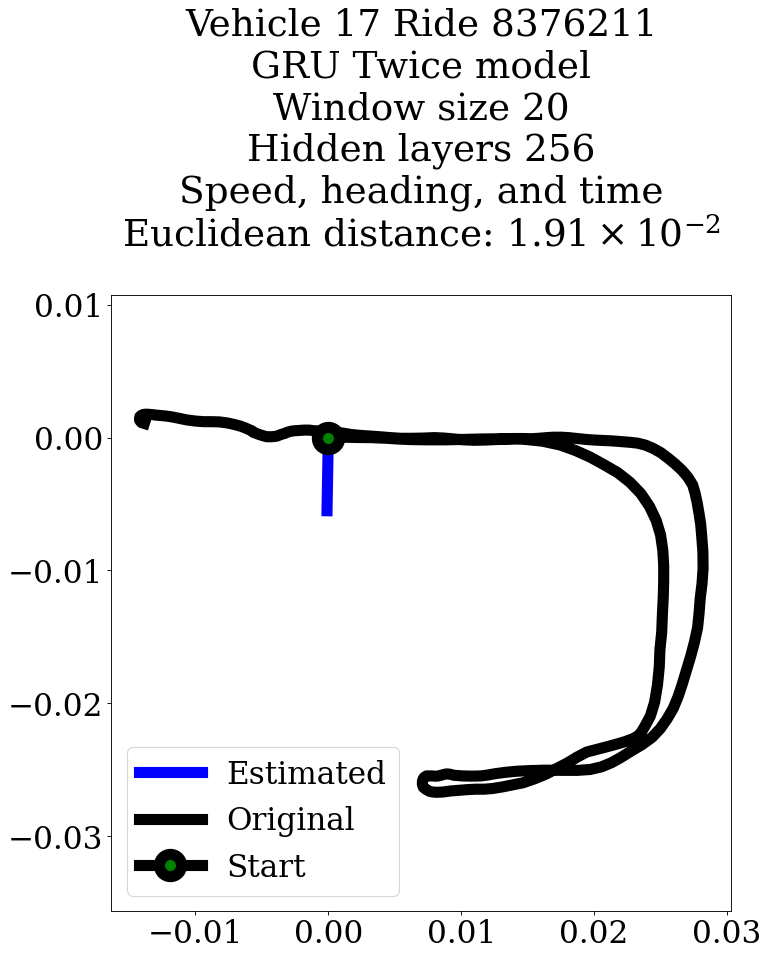 Vehicle 17 Ride 8376211
GRU Twice model
Window size 20
Hidden layers 256
Speed, heading, and time
Euclidean distance: 1.91 × 10⁻²
0.01
0.00
−0.01
−0.02
−0.03
Estimated
Original
Start
−0.01 0.00 0.01 0.02 0.03